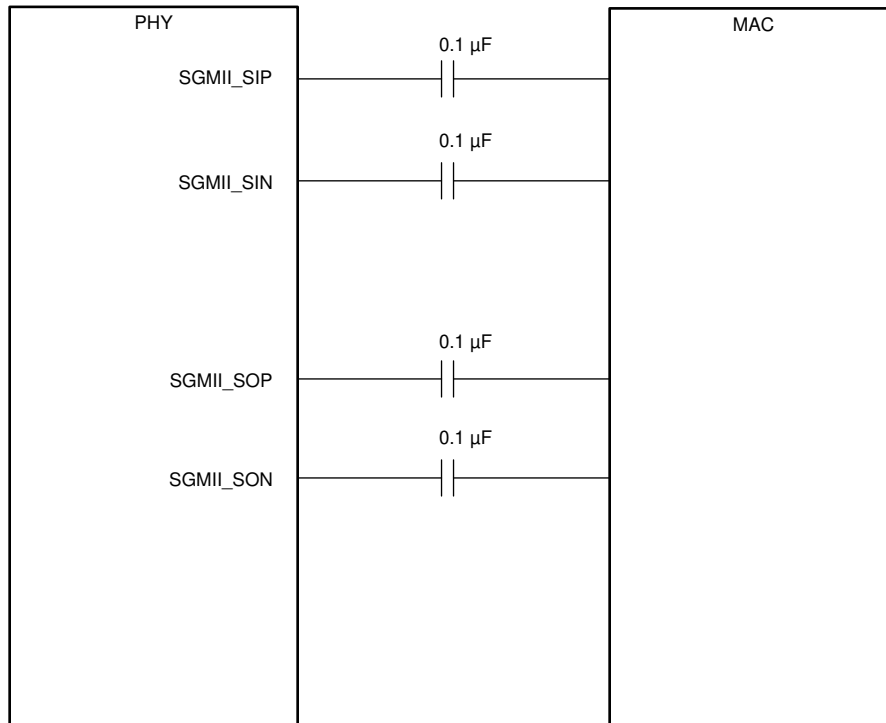 PHY
MAC
0.1 µF
SGMII_SIP
0.1 µF
SGMII_SIN
0.1 µF
SGMII_SOP
0.1 µF
SGMII_SON